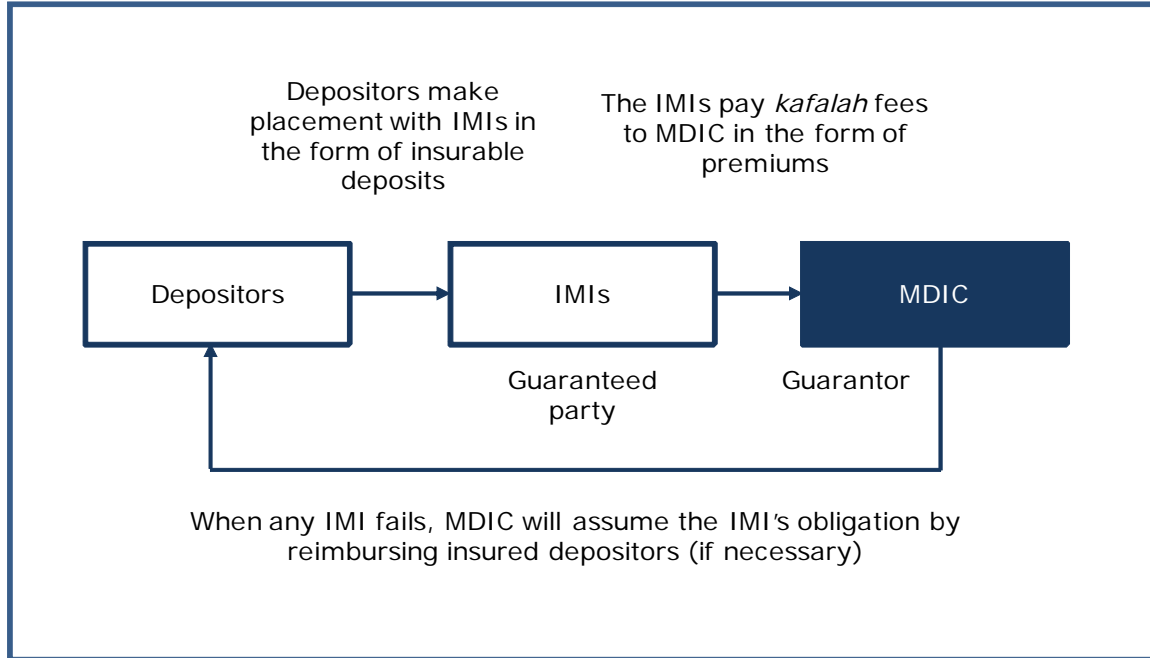 Depositors make
placement with IMIs in
the form of insurable
deposits
The IMIs pay kafalah fees
to MDIC in the form of
premiums
Depositors
IMIs
MDIC
Guaranteed
party
Guarantor
When any IMI fails, MDIC will assume the IMI's obligation by
reimbursing insured depositors (if necessary)